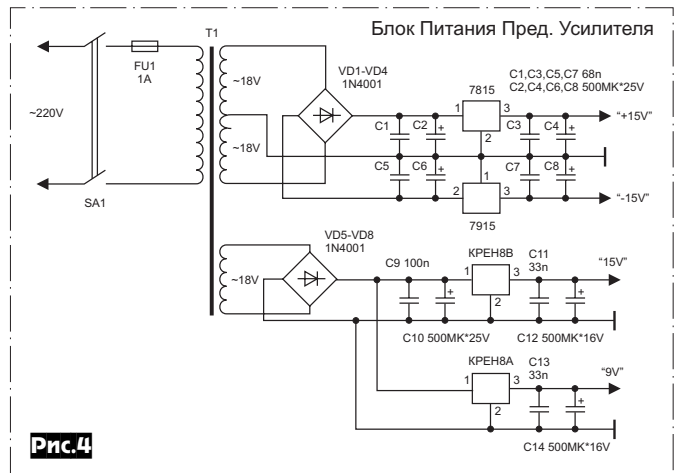 Блок Питания Пред. Усилителя
T1
FU1
1A
~18V
VD1-VD4
1N4001
7815
C1,C3,C5,C7 68n
C2,C4,C6,C8 500MK*25V
1
3
2
C1
C2
+
C3
C4
+
"+15V"
~220V
~18V
C5
C6
+
1
C7
C8
+
2
3
"-15V"
7915
SA1
VD5-VD8
1N4001
~18V
C9 100n
КРЕН8В
C11
33n
"15V"
1
3
2
+
+
C10 500MK*25V
C12 500MK*16V
КРЕН8А
C13
33n
"9V"
1
3
2
+
C14 500MK*16V
Рис.4